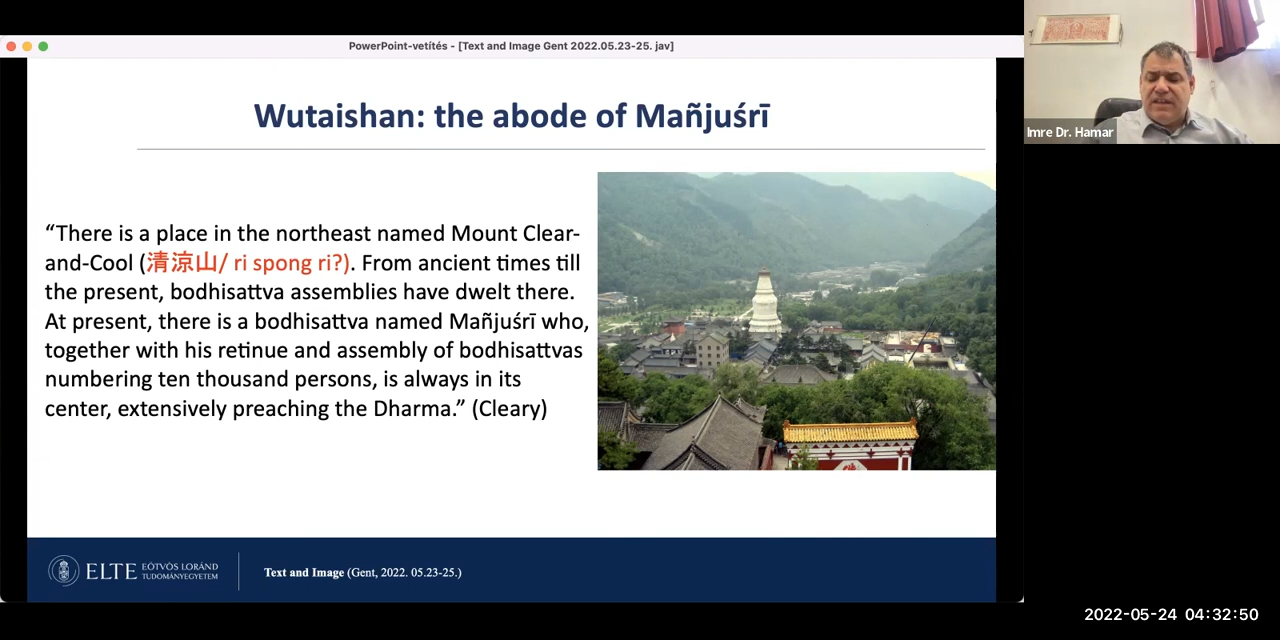 PowerPoint-vetítés - [Text and Image Gent 2022.05.23-25. jav]
Wutaishan: the abode of Mañjuśrī
“There is a place in the northeast named Mount Clear-
and-Cool (清涼山/ ri spong ri?). From ancient times till
the present, bodhisattva assemblies have dwelt there.
At present, there is a bodhisattva named Mañjuśrī who,
together with his retinue and assembly of bodhisattvas
numbering ten thousand persons, is always in its
center, extensively preaching the Dharma.” (Cleary)
ELTE EÖTVÖS LORÁND
TUDOMÁNYEGYETEM
Text and Image (Gent, 2022. 05.23-25.)
Imre Dr. Hamar
2022-05-24 04:32:50